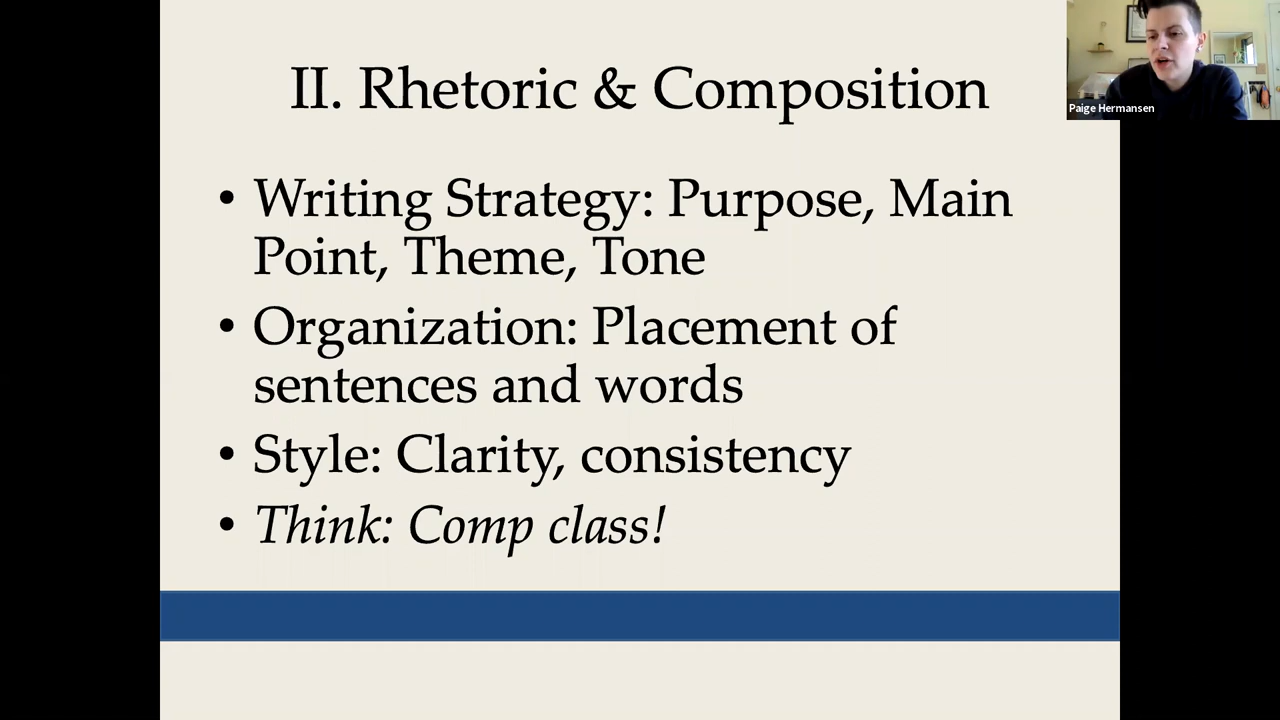 II. Rhetoric & Composition
Paige Hermansen
• Writing Strategy: Purpose, Main
Point, Theme, Tone
• Organization: Placement of
sentences and words
• Style: Clarity, consistency
• Think: Comp class!